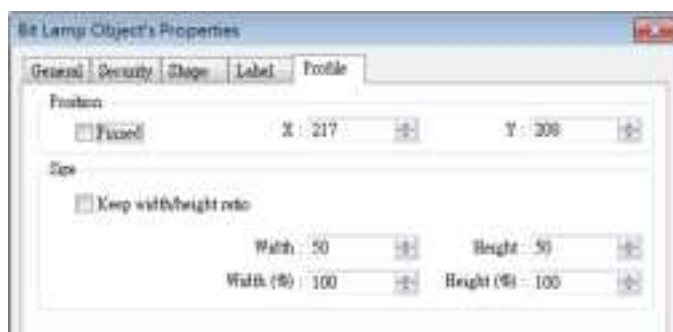 Bit Lamp Object's Properties
General Security Shape Label Profile
Position
Pinned X : 217 Y : 208
Size
Keep width/height ratio
Width : 50 Height : 50
Width (%) : 100 Height (%) : 100